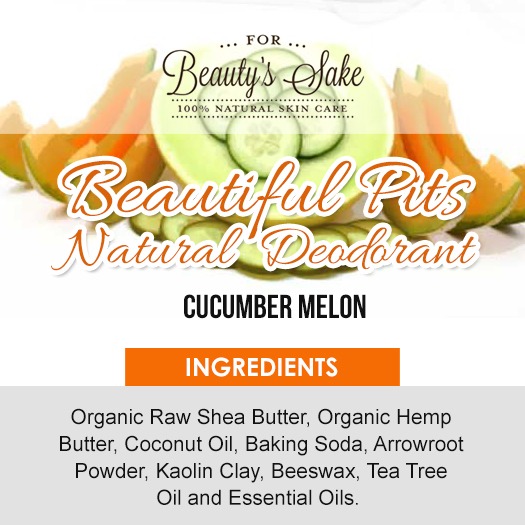 ... FOR ...
Beauty's Sake
100% NATURAL SKIN CARE
Beautiful Pits
Natural Deodorant
CUCUMBER MELON
INGREDIENTS
Organic Raw Shea Butter, Organic Hemp
Butter, Coconut Oil, Baking Soda, Arrowroot
Powder, Kaolin Clay, Beeswax, Tea Tree
Oil and Essential Oils.